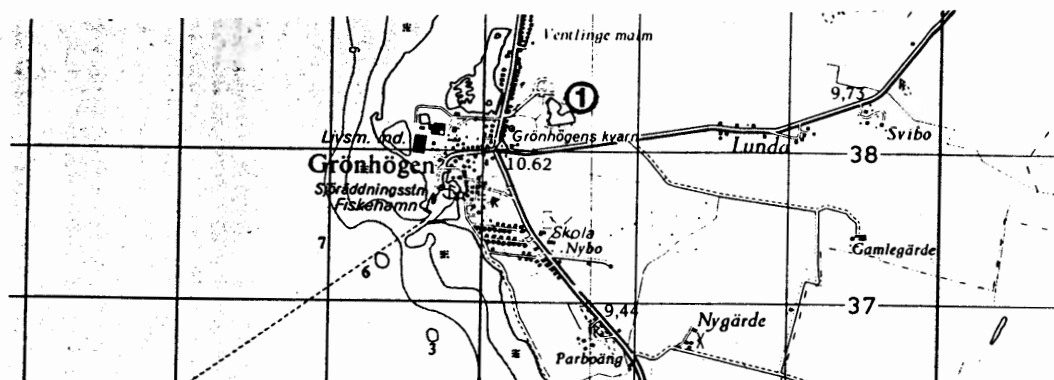 Ventlinge malm
6
1
9,73
Livsm. ind.
Grönhögens kvarn
Lunda
Svibo
38
Grönhögen
10.62
Sjöräddningsstn
Fiskehamn
7
Skola
Nybo
Gamlegärde
6
37
9,44
Nygärde
3
Parboäng